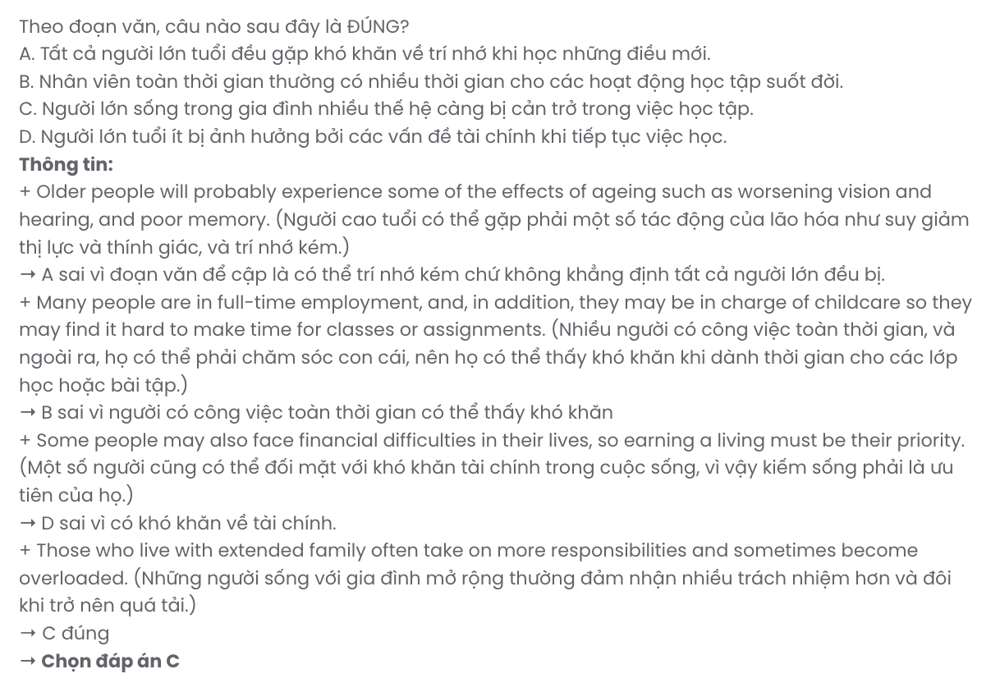 Theo đoạn văn, câu nào sau đây là ĐÚNG?
A. Tất cả người lớn tuổi đều gặp khó khăn về trí nhớ khi học những điều mới.
B. Nhân viên toàn thời gian thường có nhiều thời gian cho các hoạt động học tập suốt đời.
C. Người lớn sống trong gia đình nhiều thế hệ càng bị cản trở trong việc học tập.
D. Người lớn tuổi ít bị ảnh hưởng bởi các vấn đề tài chính khi tiếp tục việc học.
Thông tin:
+ Older people will probably experience some of the effects of ageing such as worsening vision and
hearing, and poor memory. (Người cao tuổi có thể gặp phải một số tác động của lão hóa như suy giảm
thị lực và thính giác, và trí nhớ kém.)
→ A sai vì đoạn văn để cập là có thể trí nhớ kém chứ không khẳng định tất cả người lớn đều bị.
+ Many people are in full-time employment, and, in addition, they may be in charge of childcare so they
may find it hard to make time for classes or assignments. (Nhiều người có công việc toàn thời gian, và
ngoài ra, họ có thể phải chăm sóc con cái, nên họ có thể thấy khó khăn khi dành thời gian cho các lớp
học hoặc bài tập.)
→ B sai vì người có công việc toàn thời gian có thể thấy khó khăn
+ Some people may also face financial difficulties in their lives, so earning a living must be their priority.
(Một số người cũng có thể đối mặt với khó khăn tài chính trong cuộc sống, vì vậy kiếm sống phải là ưu
tiên của họ.)
→ D sai vì có khó khăn về tài chính.
+ Those who live with extended family often take on more responsibilities and sometimes become
overloaded. (Những người sống với gia đình mở rộng thường đảm nhận nhiều trách nhiệm hơn và đôi
khi trở nên quá tải.)
→ C đúng
→ Chọn đáp án C